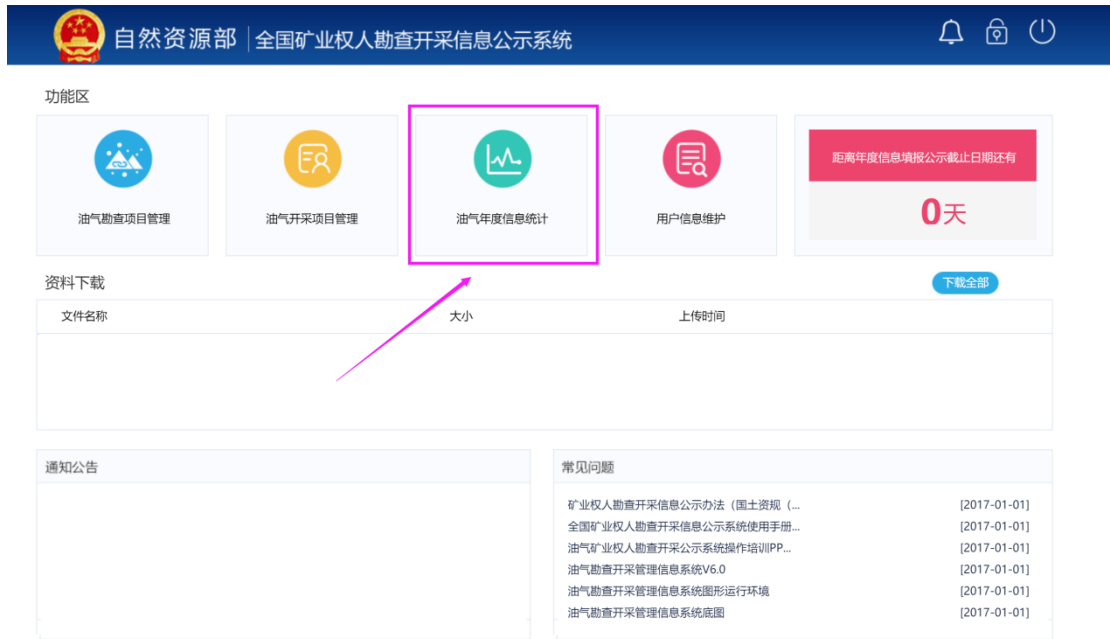 自然资源部 全国矿业权人勘查开采信息公示系统
功能区
油气勘查项目管理
油气开采项目管理
油气年度信息统计
用户信息维护
距离年度信息填报公示截止日期还有
0天
资料下载
下载全部
文件名称 大小 上传时间
通知公告
常见问题
矿业权人勘查开采信息公示办法（国土资规（... [2017-01-01]
全国矿业权人勘查开采信息公示系统使用手册... [2017-01-01]
油气矿业权人勘查开采公示系统操作培训PP... [2017-01-01]
油气勘查开采管理信息系统V6.0 [2017-01-01]
油气勘查开采管理信息系统图形运行环境 [2017-01-01]
油气勘查开采管理信息系统底图 [2017-01-01]